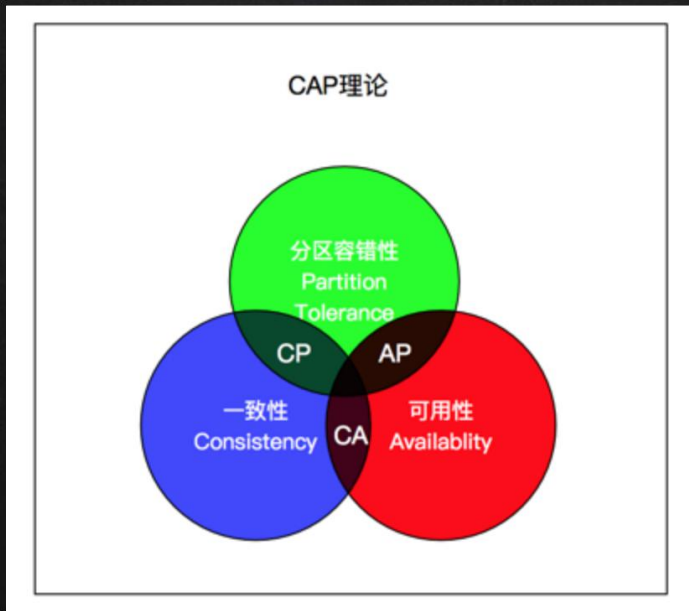 CAP理论
分区容错性
Partition
Tolerance
CP
AP
一致性
Consistency
CA
可用性
Availablity